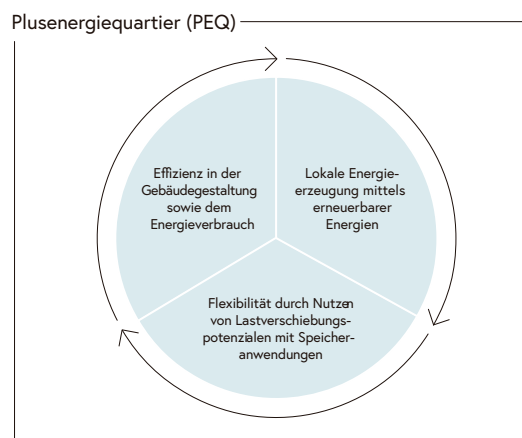 Plusenergiequartier (PEQ)
Effizienz in der
Gebäudegestaltung
sowie dem
Energieverbrauch
Lokale Energie-
erzeugung mittels
erneuerbarer
Energien
Flexibilität durch Nutzen
von Lastverschiebungs-
potenzialen mit Speicher-
anwendungen